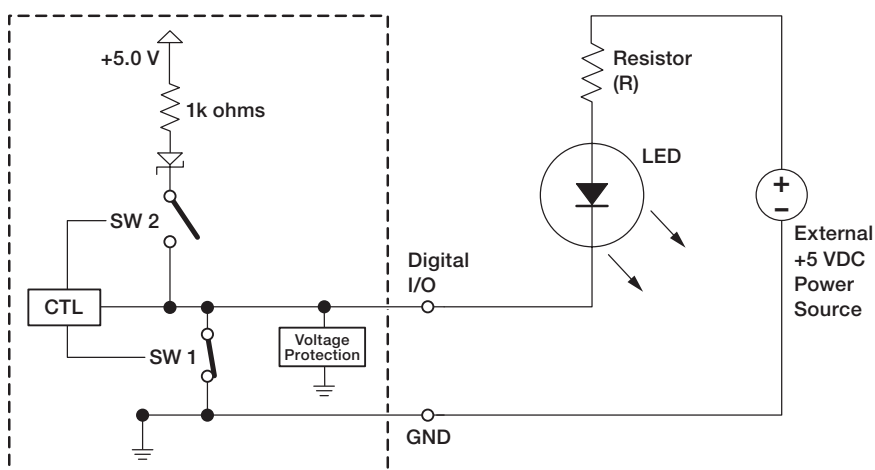 +5.0 V
1k ohms
SW 2
CTL
SW 1
Voltage
Protection
Digital
I/O
GND
Resistor
(R)
LED
+
–
External
+5 VDC
Power
Source